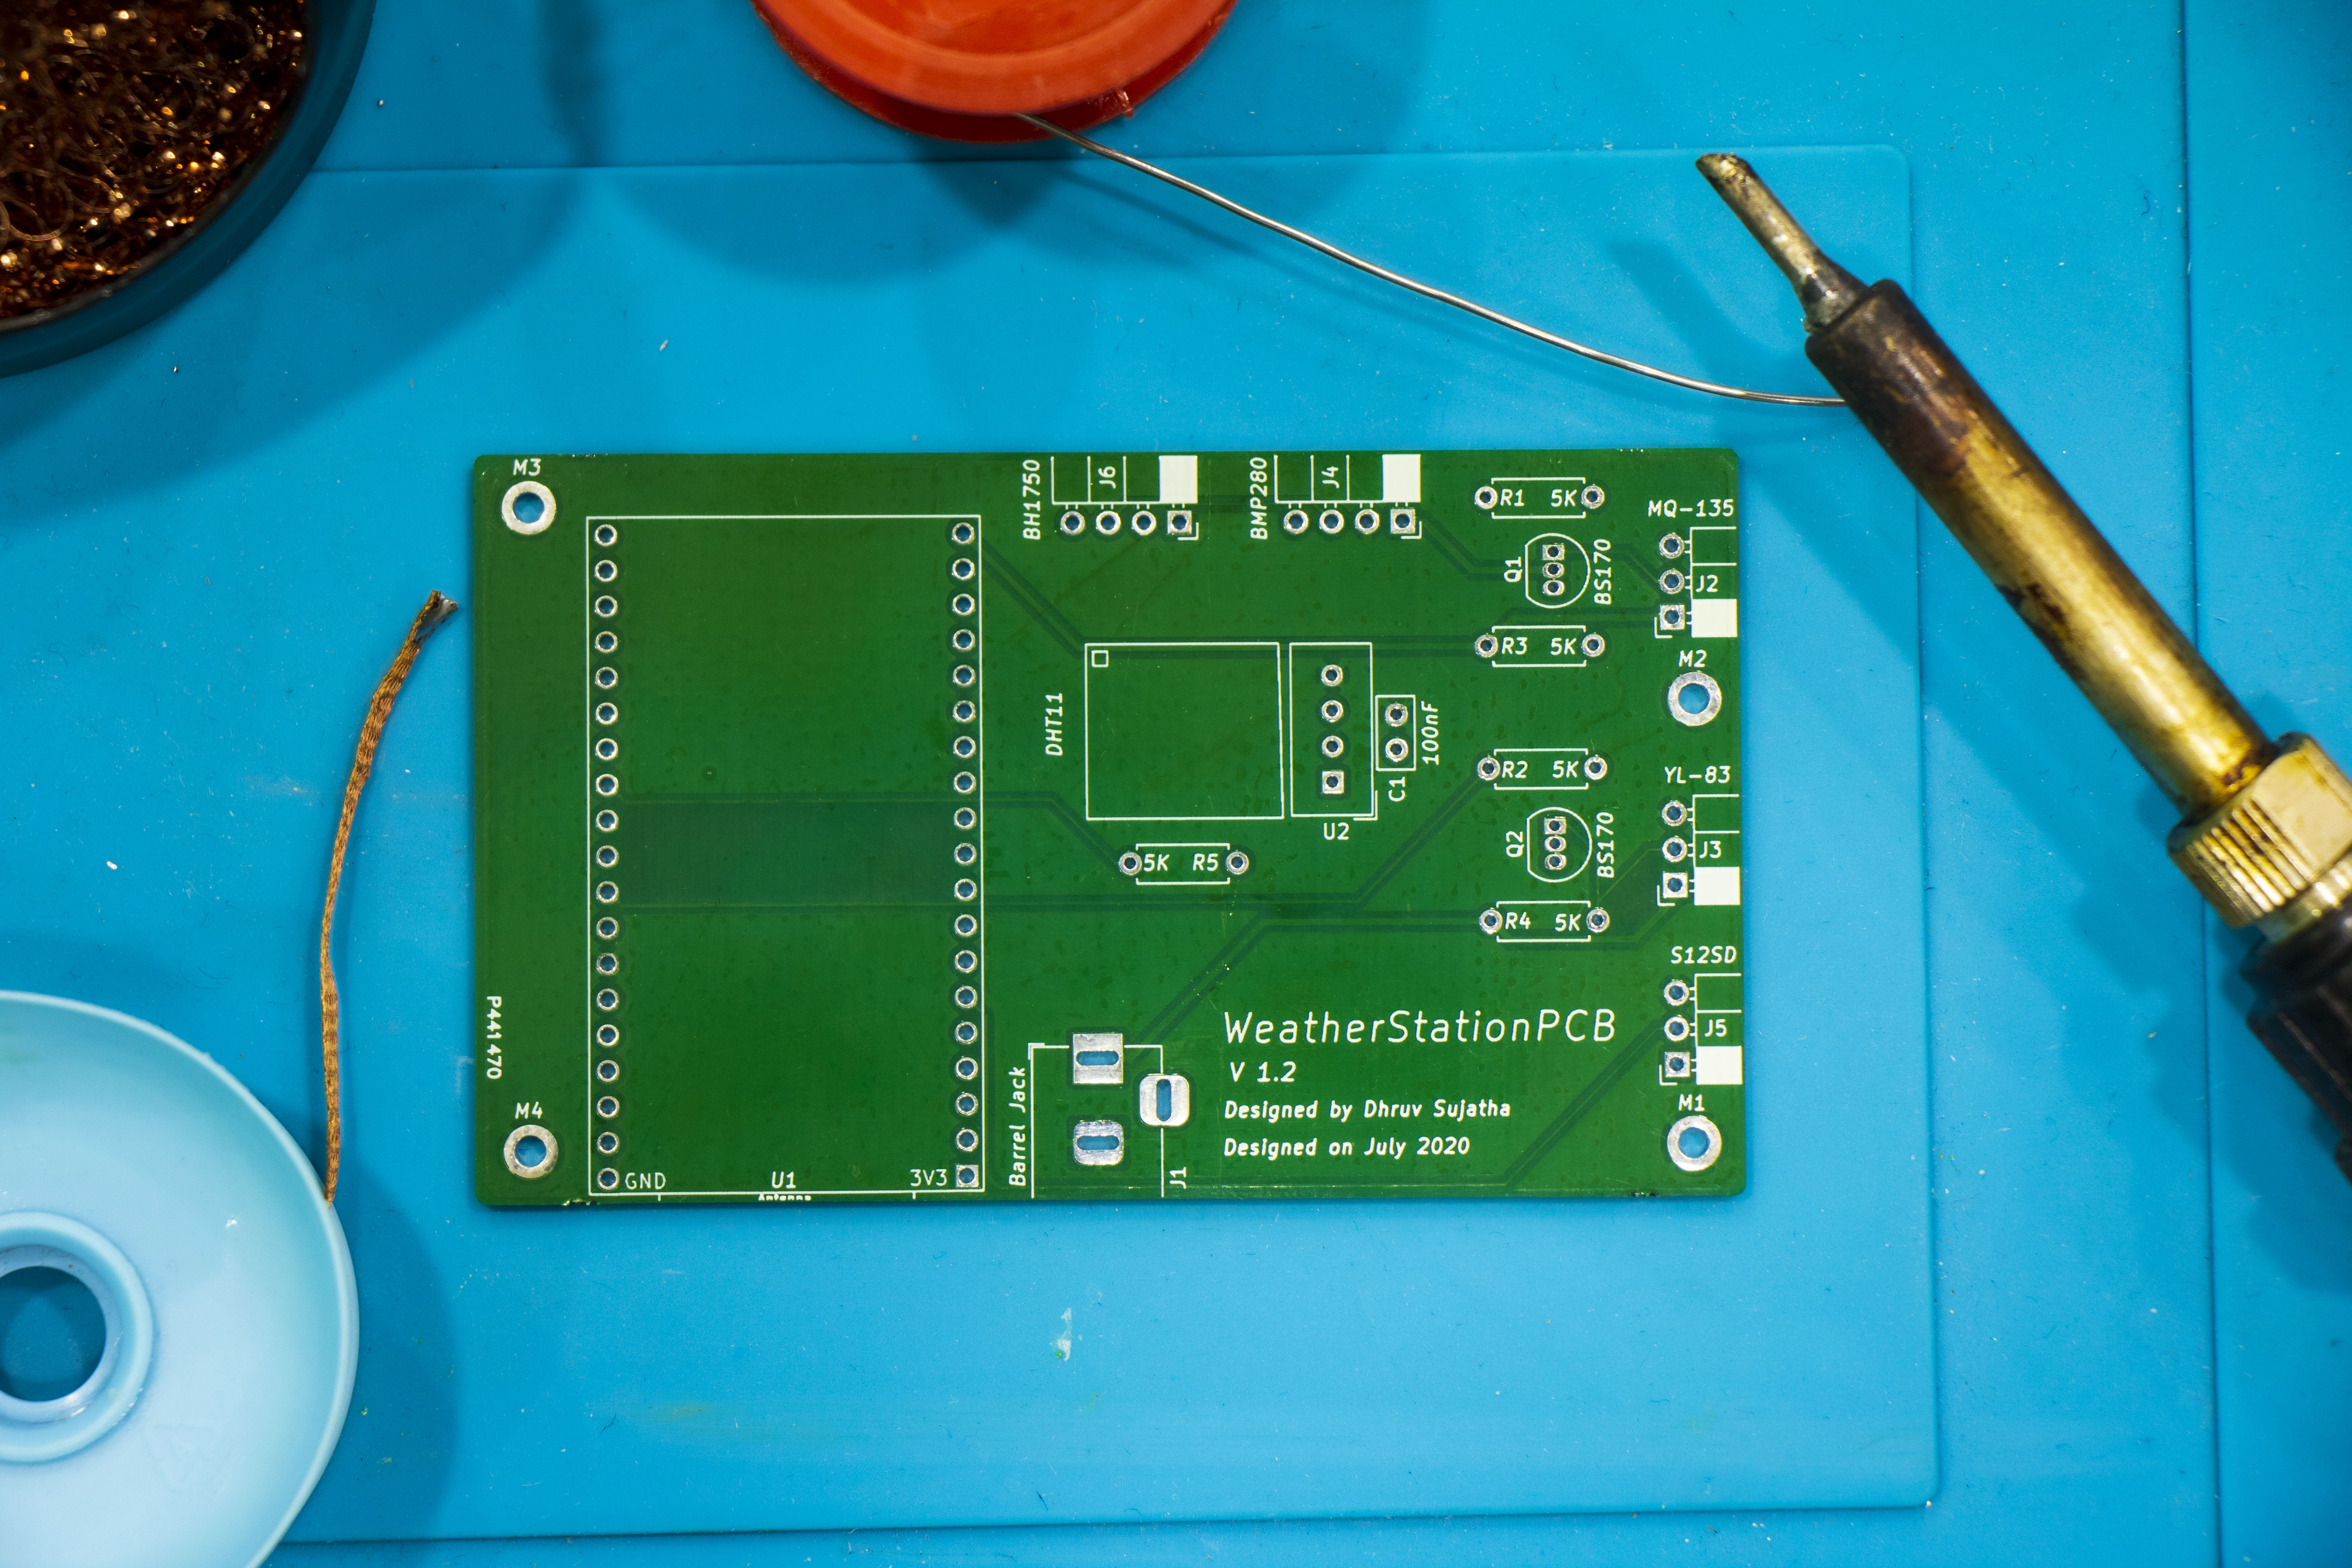 M3
BH1750
J6
BMP280
J4
R1 5K
MQ-135
Q1
BS170
J2
R3 5K
M2
DHT11
U2
C1
100nF
R2 5K
YL-83
Q2
BS170
J3
5K R5
R4 5K
S12SD
J5
P441470
WeatherStationPCB
V 1.2
Designed by Dhruv Sujatha
Designed on July 2020
M1
M4
Barrel Jack
J1
GND U1 3V3
Antenna